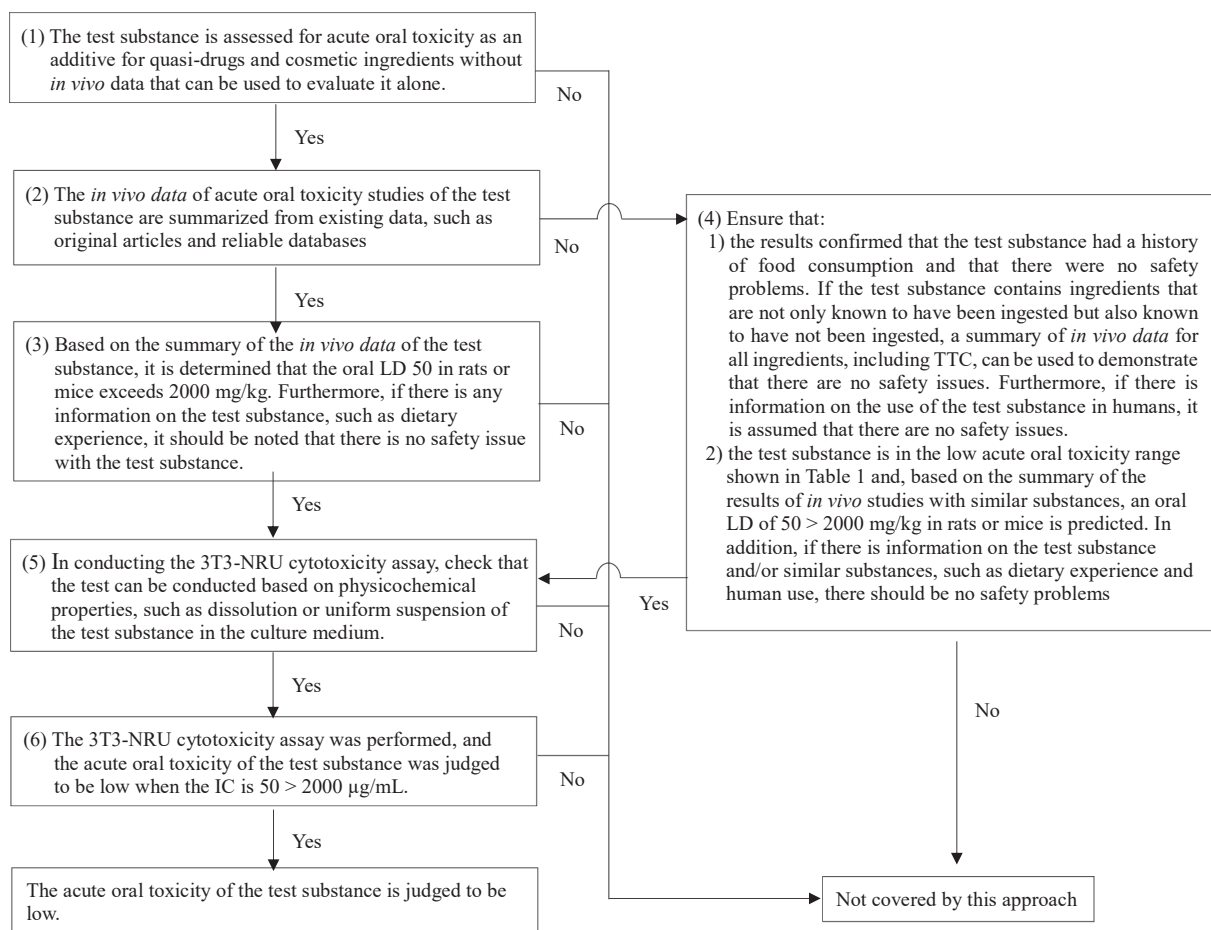 (1) The test substance is assessed for acute oral toxicity as an
additive for quasi-drugs and cosmetic ingredients without
in vivo data that can be used to evaluate it alone.
No
Yes
(2) The in vivo data of acute oral toxicity studies of the test
substance are summarized from existing data, such as
original articles and reliable databases
No
Yes
(3) Based on the summary of the in vivo data of the test
substance, it is determined that the oral LD 50 in rats or
mice exceeds 2000 mg/kg. Furthermore, if there is any
information on the test substance, such as dietary
experience, it should be noted that there is no safety issue
with the test substance.
No
Yes
(4) Ensure that:
1) the results confirmed that the test substance had a history
of food consumption and that there were no safety
problems. If the test substance contains ingredients that
are not only known to have been ingested but also known
to have not been ingested, a summary of in vivo data for
all ingredients, including TTC, can be used to demonstrate
that there are no safety issues. Furthermore, if there is
information on the use of the test substance in humans, it
is assumed that there are no safety issues.
2) the test substance is in the low acute oral toxicity range
shown in Table 1 and, based on the summary of the
results of in vivo studies with similar substances, an oral
LD of 50 > 2000 mg/kg in rats or mice is predicted. In
addition, if there is information on the test substance
and/or similar substances, such as dietary experience and
human use, there should be no safety problems
Yes
No
(5) In conducting the 3T3-NRU cytotoxicity assay, check that
the test can be conducted based on physicochemical
properties, such as dissolution or uniform suspension of
the test substance in the culture medium.
No
Yes
(6) The 3T3-NRU cytotoxicity assay was performed, and
the acute oral toxicity of the test substance was judged
to be low when the IC is 50 > 2000 µg/mL.
No
Yes
The acute oral toxicity of the test substance is judged to be
low.
Not covered by this approach